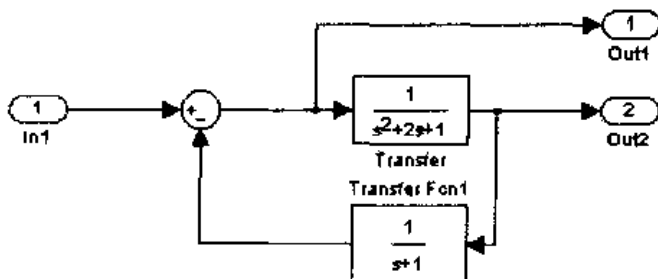 1
Out1
1
In1
+
-
1
s²+2s+1
2
Out2
Transfer
Transfer Fcn1
1
s+1